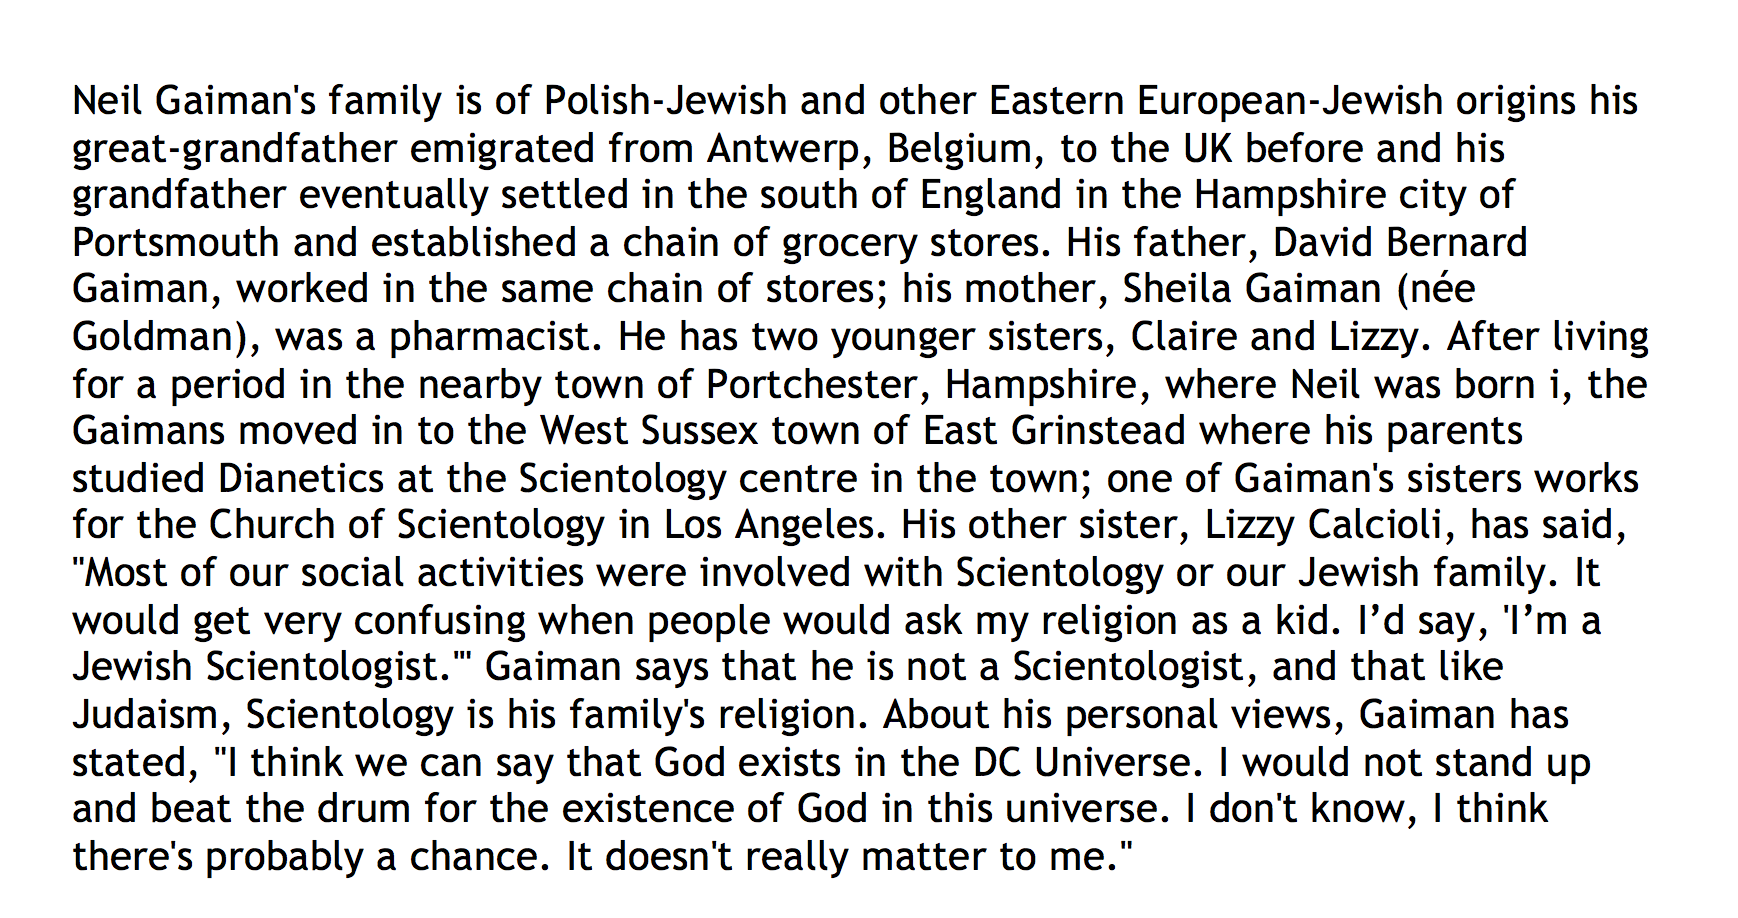 Neil Gaiman's family is of Polish-Jewish and other Eastern European-Jewish origins his
great-grandfather emigrated from Antwerp, Belgium, to the UK before and his
grandfather eventually settled in the south of England in the Hampshire city of
Portsmouth and established a chain of grocery stores. His father, David Bernard
Gaiman, worked in the same chain of stores; his mother, Sheila Gaiman (née
Goldman), was a pharmacist. He has two younger sisters, Claire and Lizzy. After living
for a period in the nearby town of Portchester, Hampshire, where Neil was born i, the
Gaimans moved in to the West Sussex town of East Grinstead where his parents
studied Dianetics at the Scientology centre in the town; one of Gaiman's sisters works
for the Church of Scientology in Los Angeles. His other sister, Lizzy Calcioli, has said,
"Most of our social activities were involved with Scientology or our Jewish family. It
would get very confusing when people would ask my religion as a kid. I’d say, 'I’m a
Jewish Scientologist.'" Gaiman says that he is not a Scientologist, and that like
Judaism, Scientology is his family's religion. About his personal views, Gaiman has
stated, "I think we can say that God exists in the DC Universe. I would not stand up
and beat the drum for the existence of God in this universe. I don't know, I think
there's probably a chance. It doesn't really matter to me."